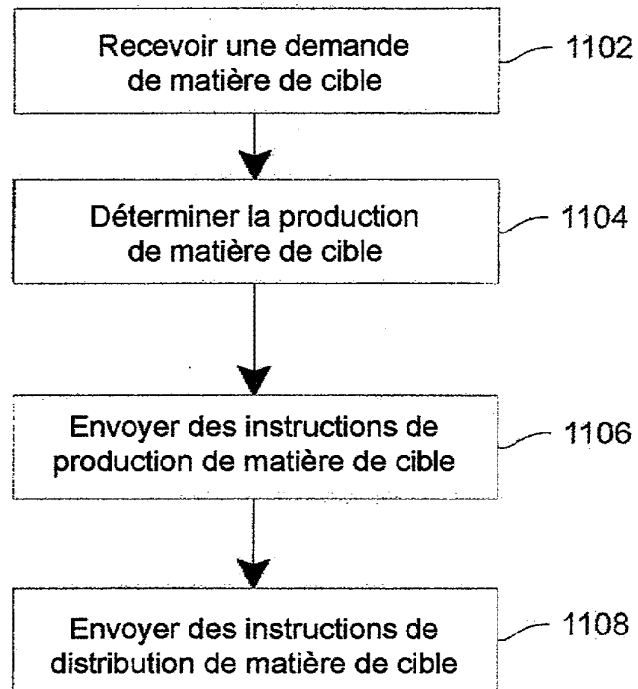 Recevoir une demande
de matière de cible
1102
Déterminer la production
de matière de cible
1104
Envoyer des instructions de
production de matière de cible
1106
Envoyer des instructions de
distribution de matière de cible
1108